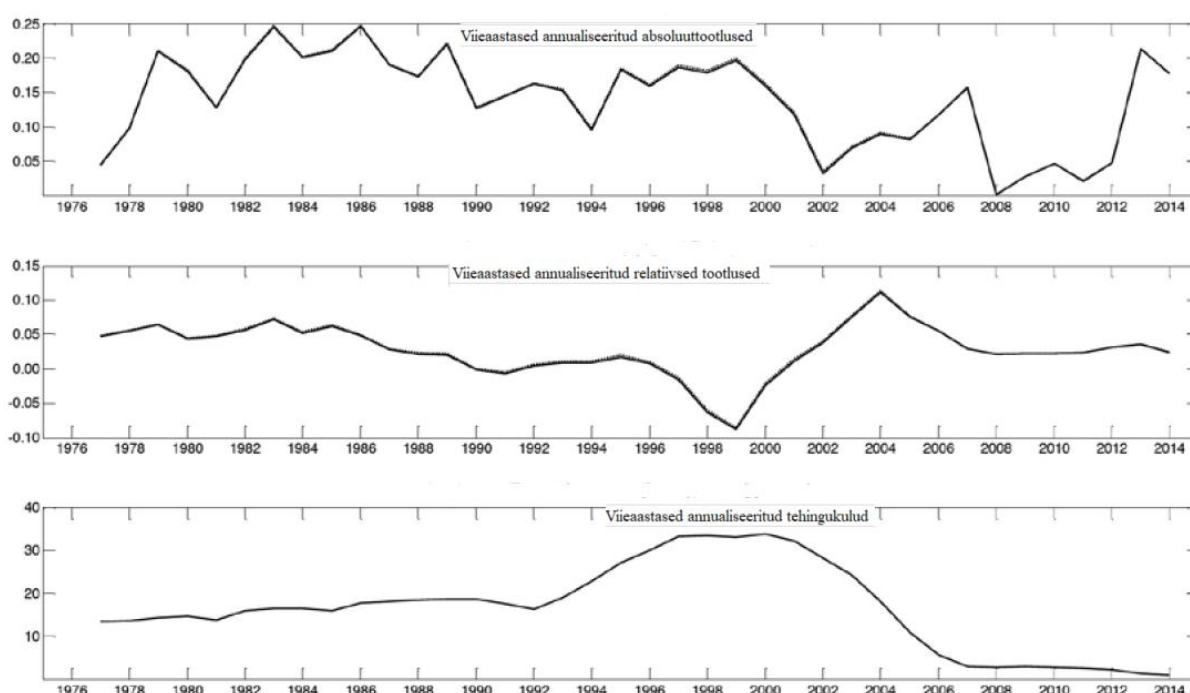 Viieaastased annualiseeritud absoluuttootlused
0.25
0.20
0.15
0.10
0.05
1976 1978 1980 1982 1984 1986 1988 1990 1992 1994 1996 1998 2000 2002 2004 2006 2008 2010 2012 2014
Viieaastased annualiseeritud relatiivsed tootlused
0.15
0.10
0.05
0.00
-0.05
-0.10
1976 1978 1980 1982 1984 1986 1988 1990 1992 1994 1996 1998 2000 2002 2004 2006 2008 2010 2012 2014
Viieaastased annualiseeritud tehingukulud
40
30
20
10
1976 1978 1980 1982 1984 1986 1988 1990 1992 1994 1996 1998 2000 2002 2004 2006 2008 2010 2012 2014